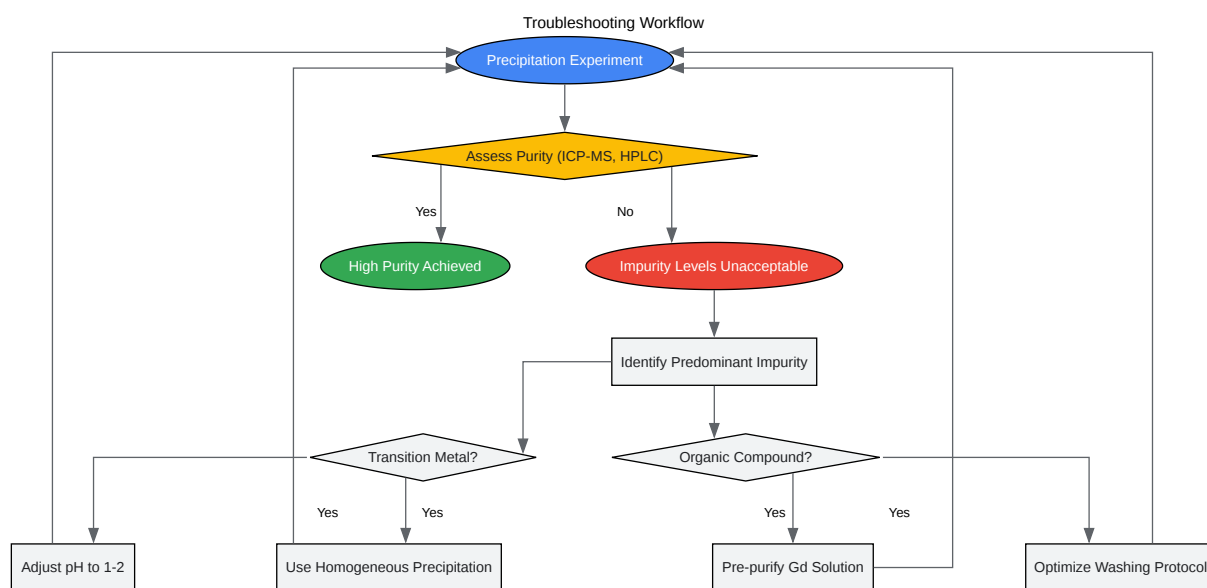 Troubleshooting Workflow
Precipitation Experiment
Assess Purity (ICP-MS, HPLC)
Yes
No
High Purity Achieved
Impurity Levels Unacceptable
Identify Predominant Impurity
Transition Metal?
Organic Compound?
Yes
Yes
Yes
Yes
Adjust pH to 1-2
Use Homogeneous Precipitation
Pre-purify Gd Solution
Optimize Washing Protocol